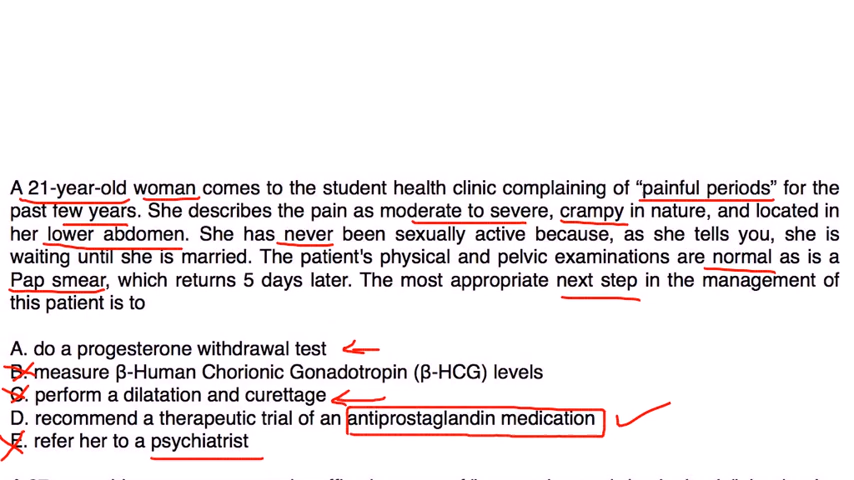 A 21-year-old woman comes to the student health clinic complaining of “painful periods” for the
past few years. She describes the pain as moderate to severe, crampy in nature, and located in
her lower abdomen. She has never been sexually active because, as she tells you, she is
waiting until she is married. The patient's physical and pelvic examinations are normal as is a
Pap smear, which returns 5 days later. The most appropriate next step in the management of
this patient is to
A. do a progesterone withdrawal test
B. measure β-Human Chorionic Gonadotropin (β-HCG) levels
C. perform a dilatation and curettage
D. recommend a therapeutic trial of an antiprostaglandin medication
E. refer her to a psychiatrist